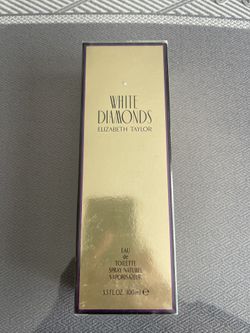 WHITE
DIAMONDS
ELIZABETH TAYLOR
EAU
de
TOILETTE
SPRAY NATUREL
VAPORISATEUR
3.3 FL. OZ. 100ml ℮